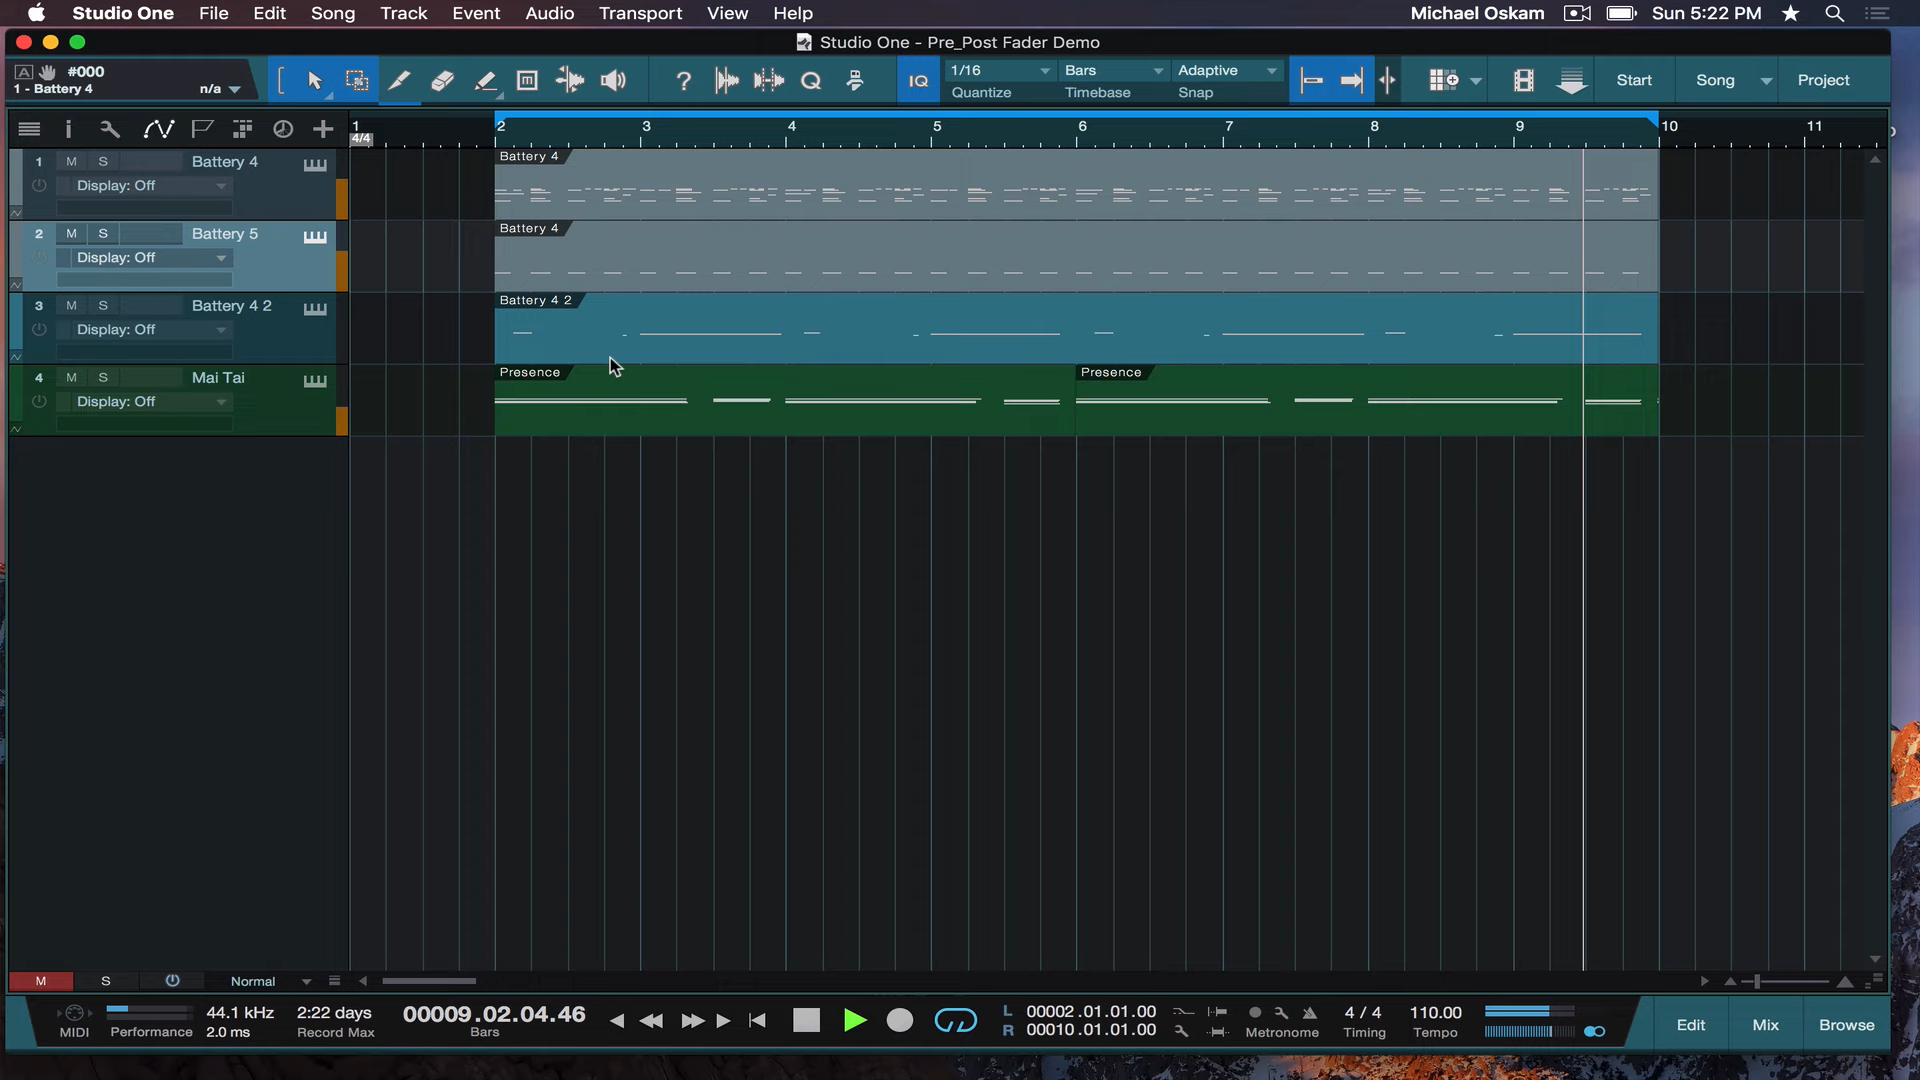 Studio One File Edit Song Track Event Audio Transport View Help Michael Oskam Sun 5:22 PM
Studio One - Pre_Post Fader Demo
A #000
1 - Battery 4 n/a
IQ 1/16 Bars Adaptive
Quantize Timebase Snap
Start Song Project
1 2 3 4 5 6 7 8 9 10 11
4/4
1 M S Battery 4
Display: Off
Battery 4
2 M S Battery 5
Display: Off
Battery 4
3 M S Battery 4 2
Display: Off
Battery 4 2
4 M S Mai Tai
Display: Off
Presence Presence
M S Normal
MIDI
Performance
44.1 kHz
2.0 ms
2:22 days
Record Max
00009.02.04.46
Bars
L 00002.01.01.00
R 00010.01.01.00
Metronome
4 / 4
Timing
110.00
Tempo
Edit Mix Browse